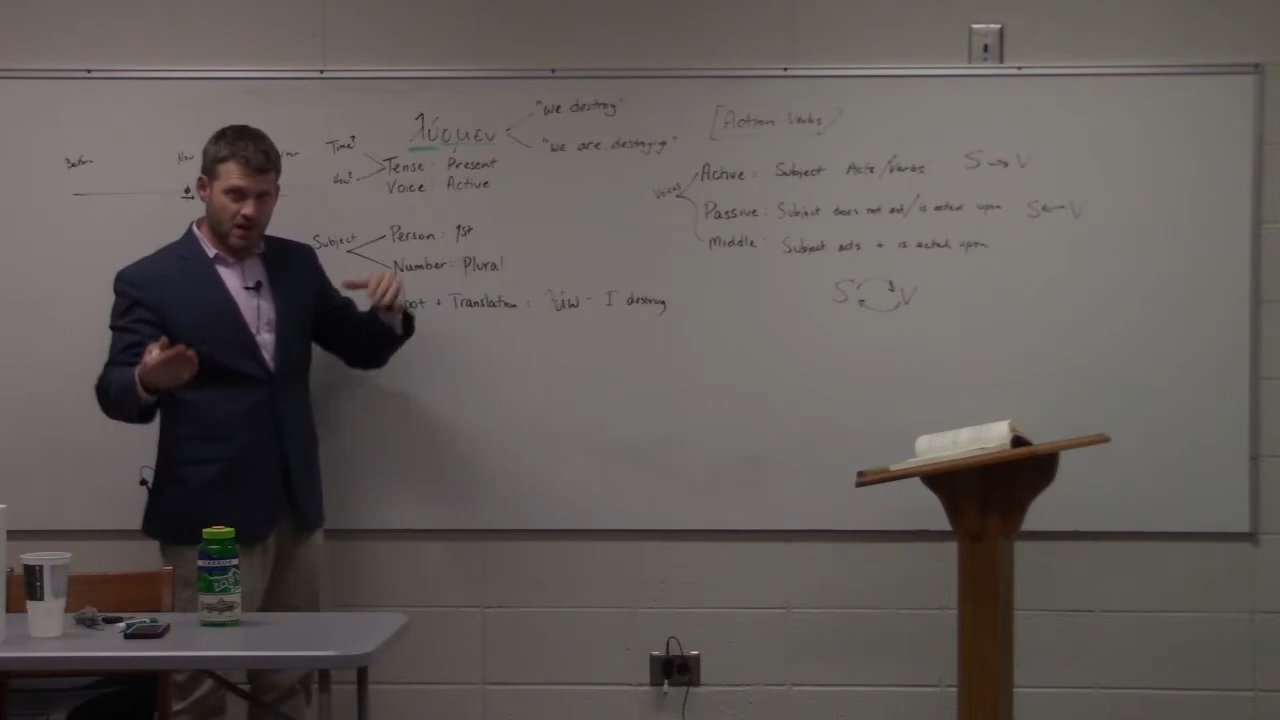 Before
Now
Time?
How?
λύομεν
"we destroy"
"we are destroying"
Tense: Present
Voice: Active
Subject
Person: 1st
Number: Plural
+ Translation: λύω - I destroy
[Action Verbs]
Voices
Active: Subject Acts/Verbs: S → V
Passive: Subject does not act/is acted upon S ← V
Middle: Subject acts + is acted upon
S V